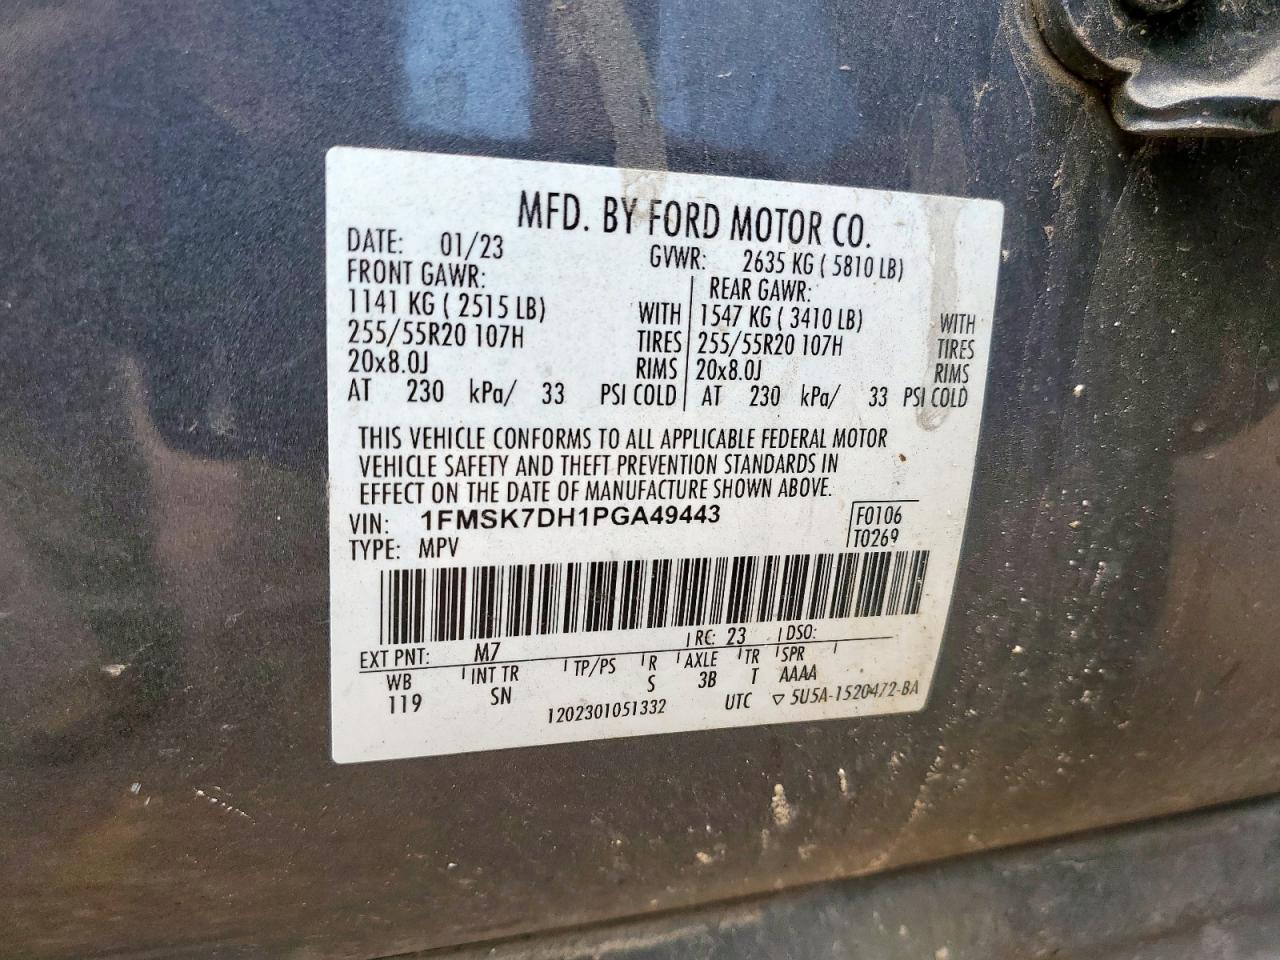 MFD. BY FORD MOTOR CO.
DATE: 01/23 GVWR: 2635 KG ( 5810 LB)
FRONT GAWR: REAR GAWR:
1141 KG ( 2515 LB) WITH 1547 KG ( 3410 LB) WITH
255/55R20 107H TIRES 255/55R20 107H TIRES
20x8.0J RIMS 20x8.0J RIMS
AT 230 kPa/ 33 PSI COLD AT 230 kPa/ 33 PSI COLD
THIS VEHICLE CONFORMS TO ALL APPLICABLE FEDERAL MOTOR
VEHICLE SAFETY AND THEFT PREVENTION STANDARDS IN
EFFECT ON THE DATE OF MANUFACTURE SHOWN ABOVE.
VIN: 1FMSK7DH1PGA49443 F0106
TYPE: MPV T0269
EXT PNT: M7 RC: 23 DSO:
WB INT TR TP/PS R AXLE TR SPR
119 SN S 3B T AAAA
1202301051332 UTC ▽ 5U5A-1520472-BA